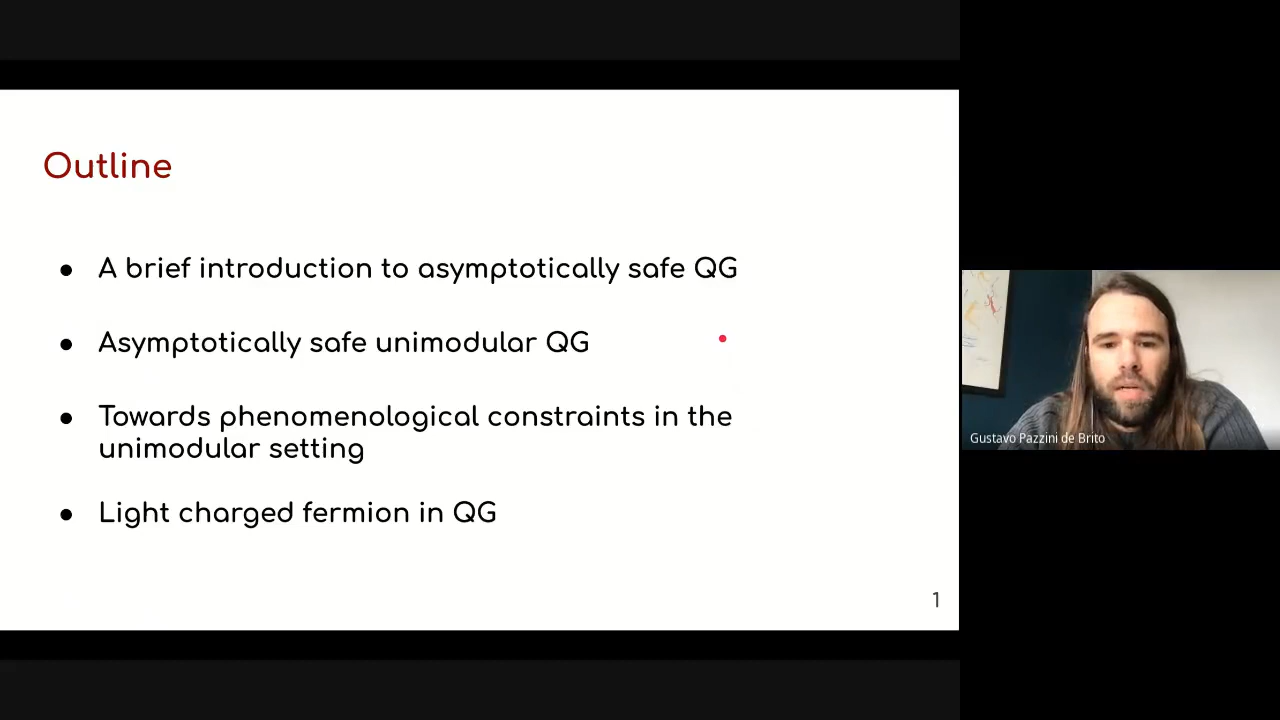 Outline
● A brief introduction to asymptotically safe QG
● Asymptotically safe unimodular QG
● Towards phenomenological constraints in the
unimodular setting
● Light charged fermion in QG
1
Gustavo Pazzini de Brito